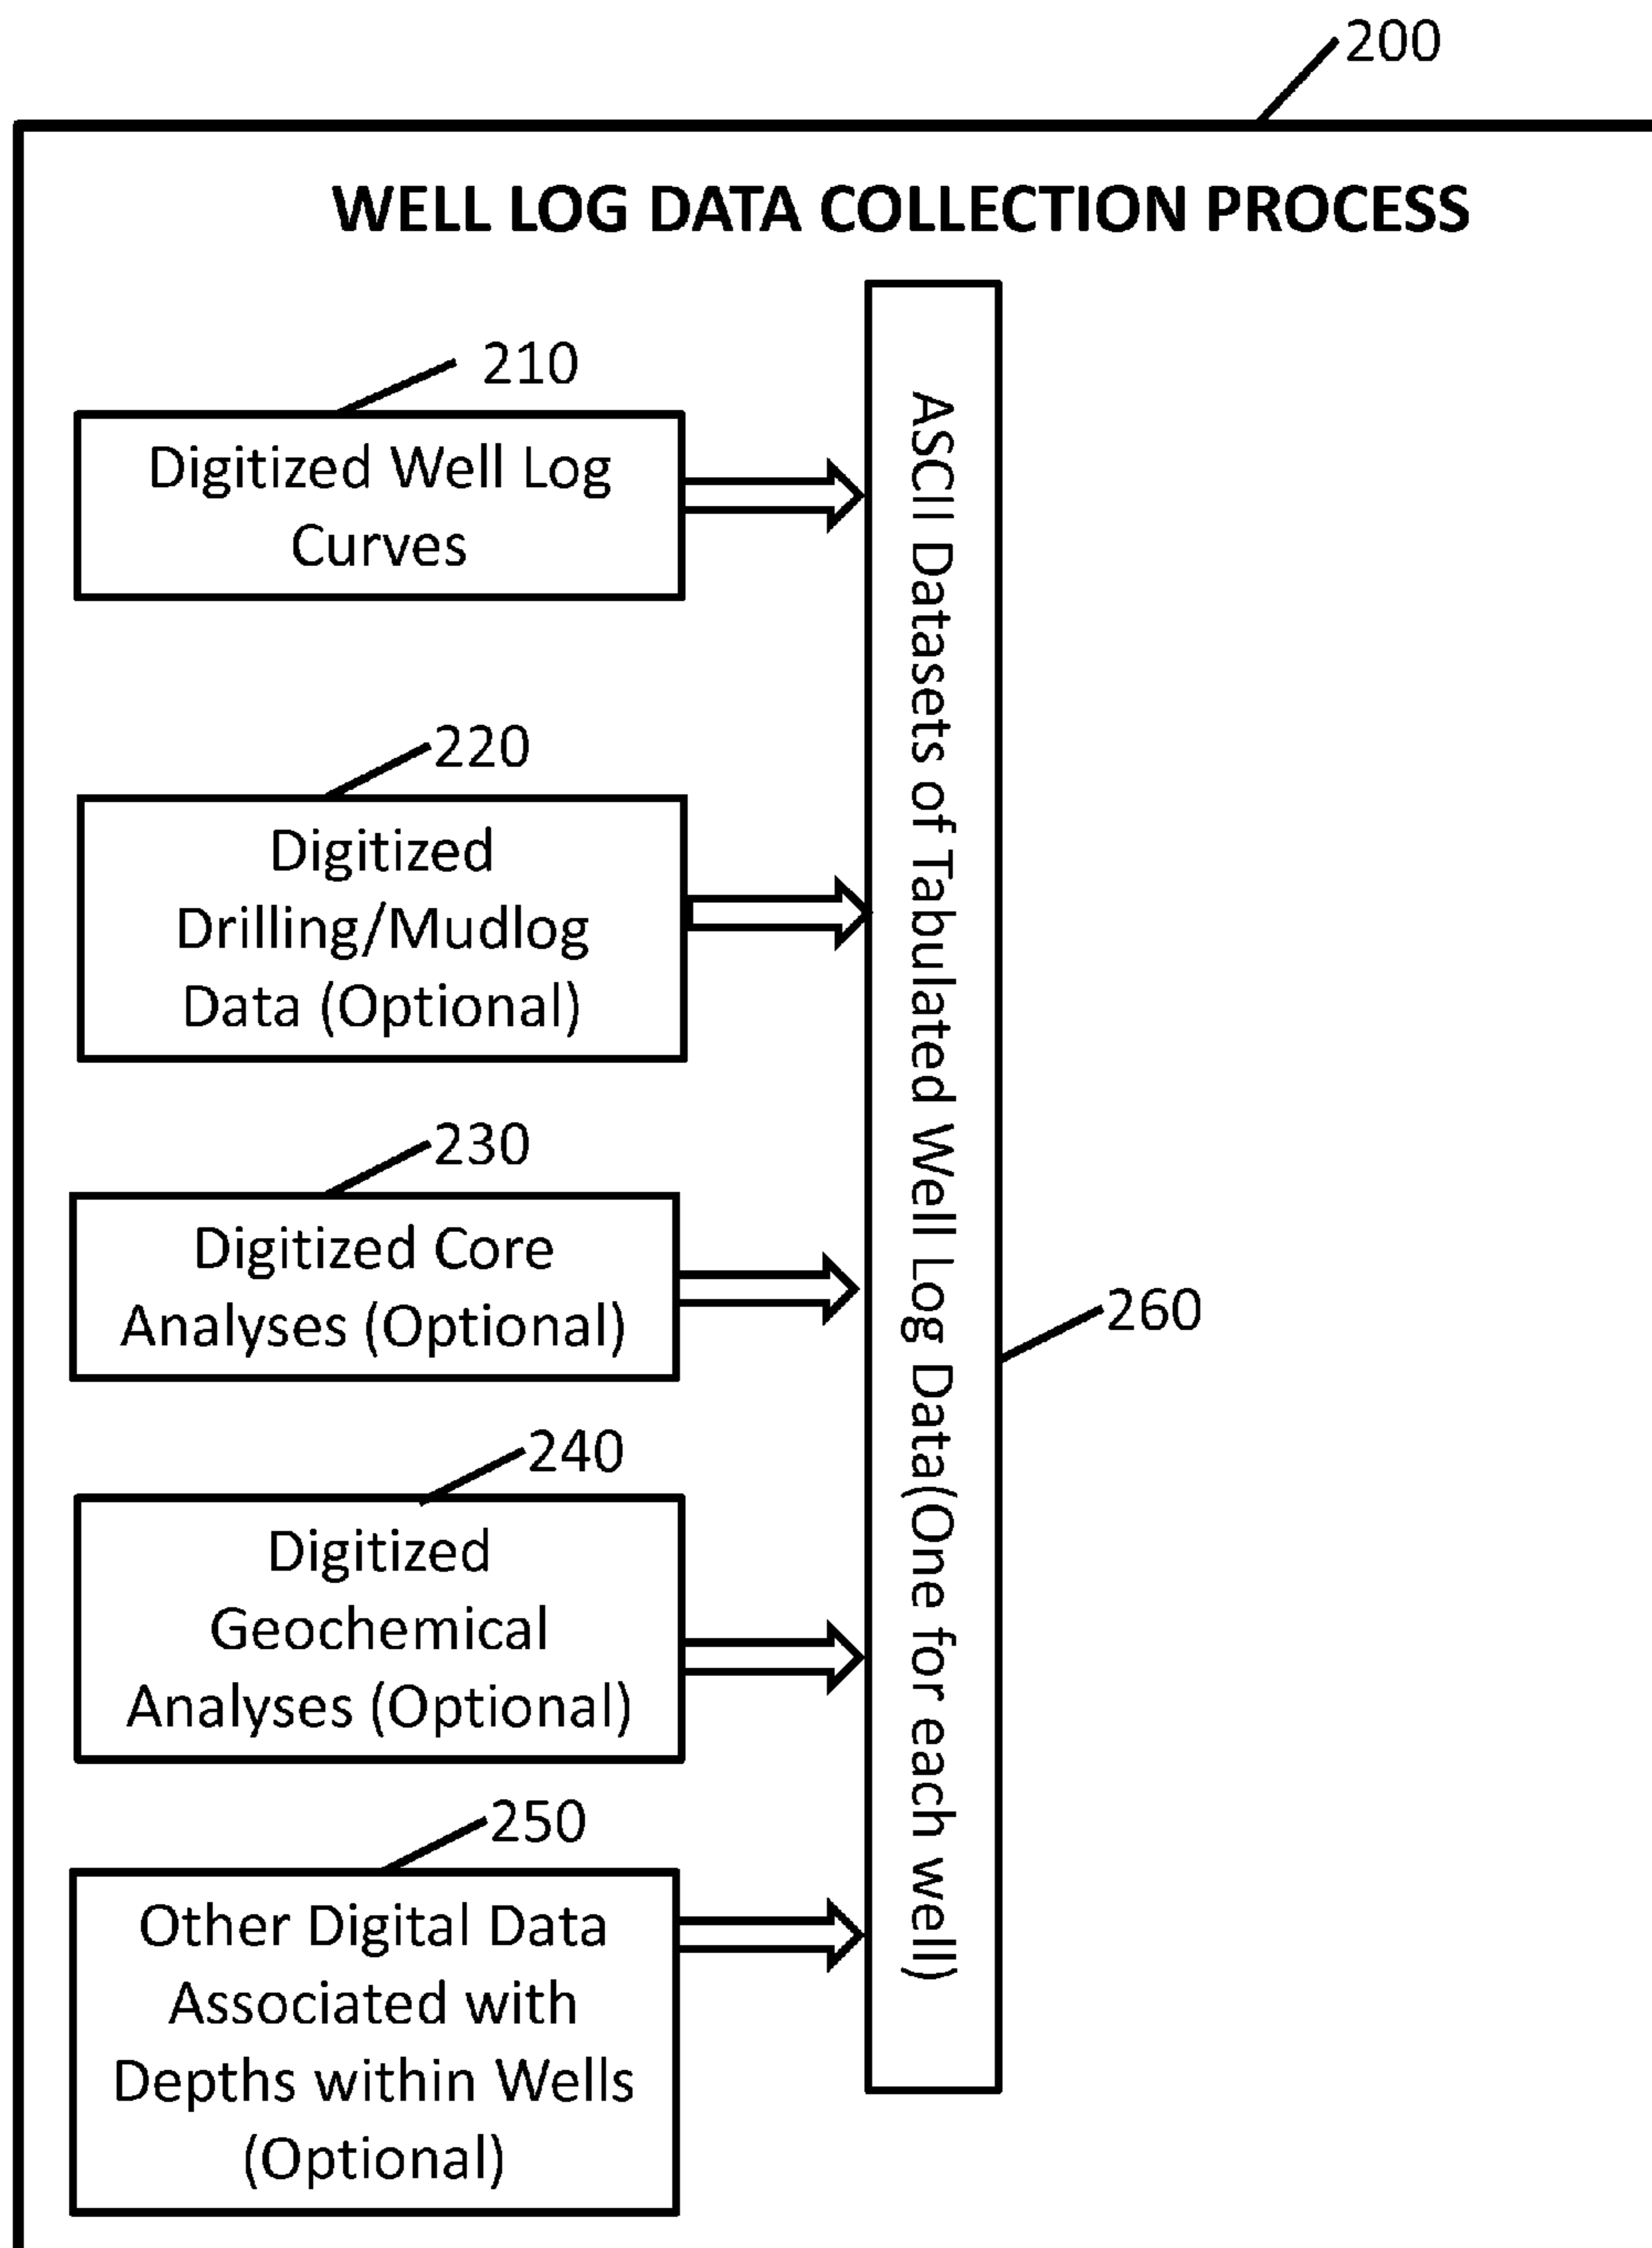 200
WELL LOG DATA COLLECTION PROCESS
210
Digitized Well Log
Curves
220
Digitized
Drilling/Mudlog
Data (Optional)
230
Digitized Core
Analyses (Optional)
240
Digitized
Geochemical
Analyses (Optional)
250
Other Digital Data
Associated with
Depths within Wells
(Optional)
ASCII Datasets of Tabulated Well Log Data(One for each well)
260